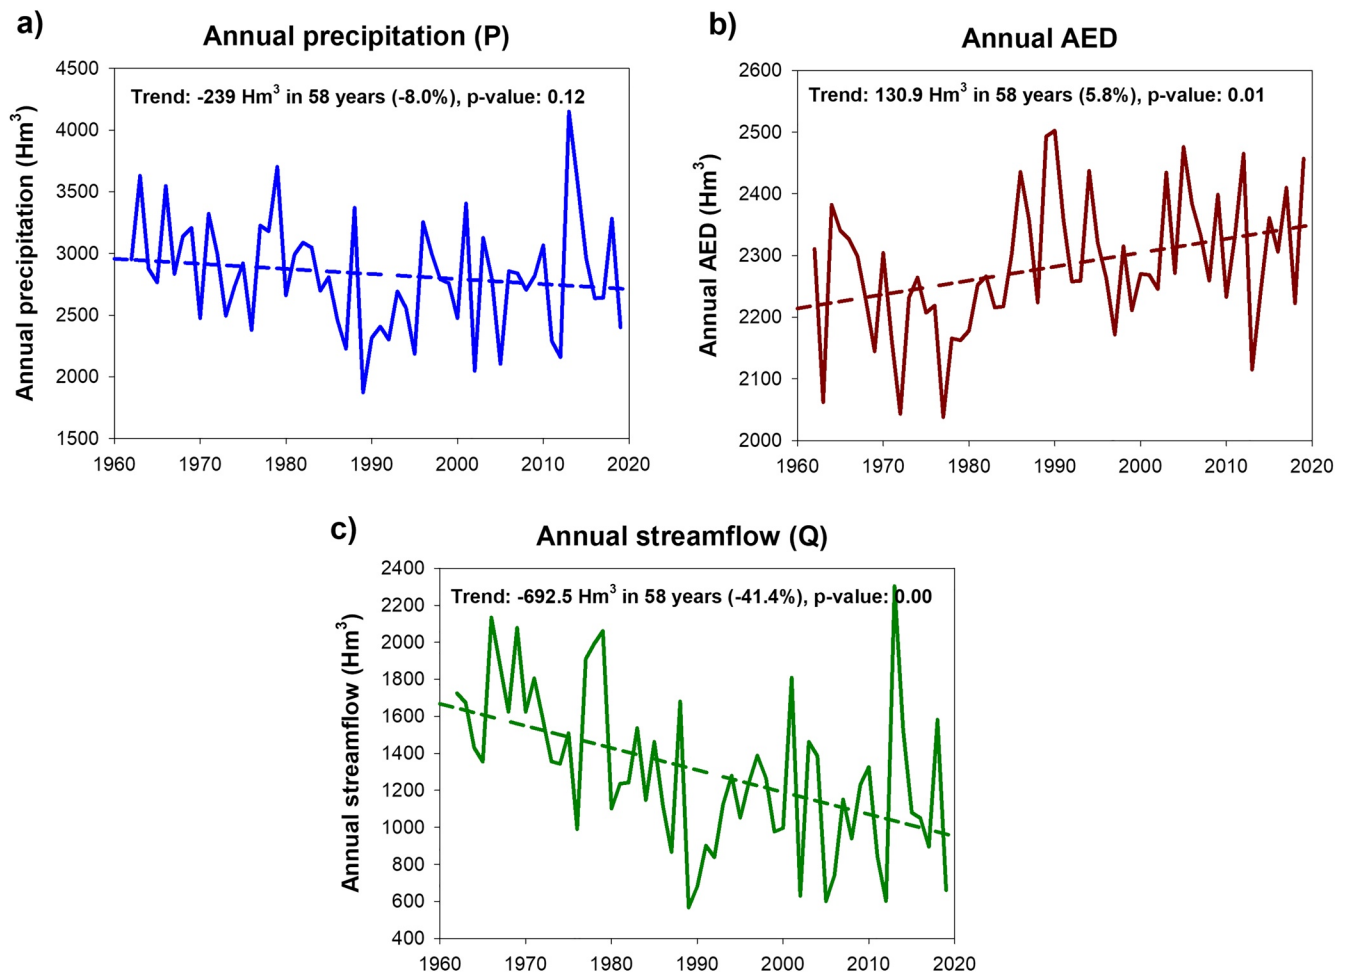 a)
Annual precipitation (P)
Trend: -239 Hm³ in 58 years (-8.0%), p-value: 0.12
Annual precipitation (Hm³)
4500
4000
3500
3000
2500
2000
1500
1960 1970 1980 1990 2000 2010 2020
b)
Annual AED
Trend: 130.9 Hm³ in 58 years (5.8%), p-value: 0.01
Annual AED (Hm³)
2600
2500
2400
2300
2200
2100
2000
1960 1970 1980 1990 2000 2010 2020
c)
Annual streamflow (Q)
Trend: -692.5 Hm³ in 58 years (-41.4%), p-value: 0.00
Annual streamflow (Hm³)
2400
2200
2000
1800
1600
1400
1200
1000
800
600
400
1960 1970 1980 1990 2000 2010 2020